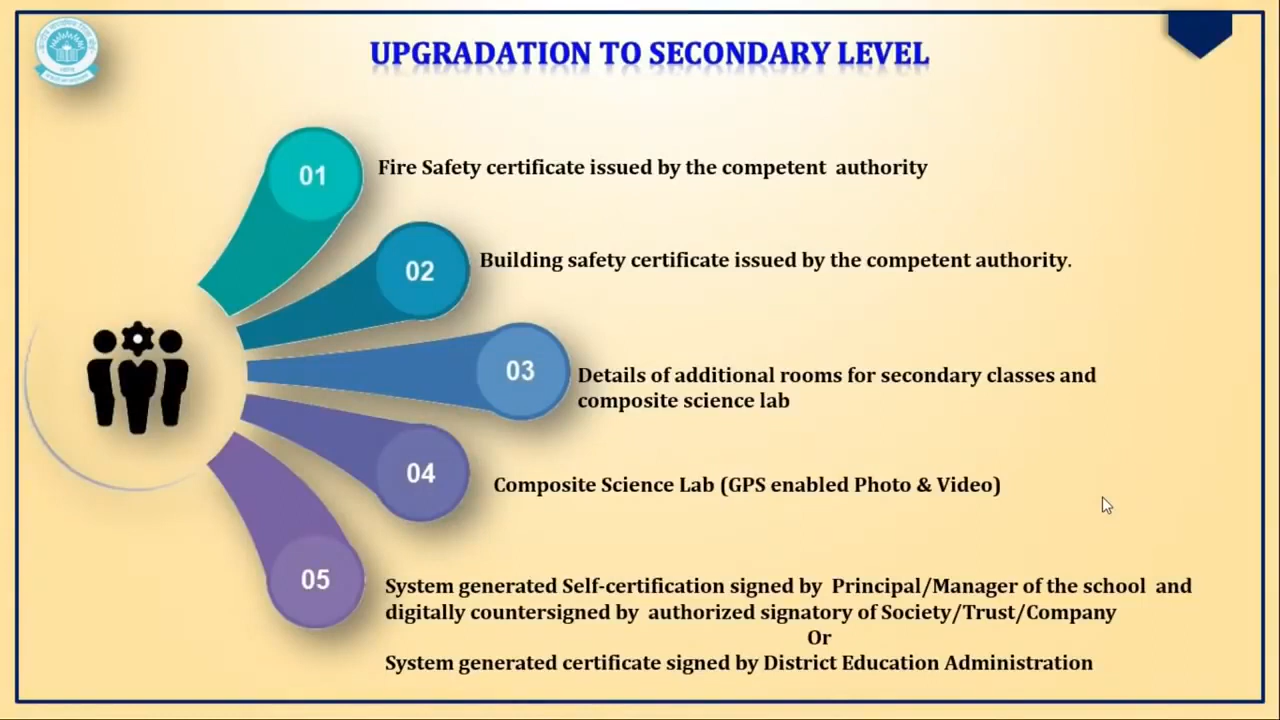 UPGRADATION TO SECONDARY LEVEL
01
Fire Safety certificate issued by the competent authority
02
Building safety certificate issued by the competent authority.
03
Details of additional rooms for secondary classes and
composite science lab
04
Composite Science Lab (GPS enabled Photo & Video)
05
System generated Self-certification signed by Principal/Manager of the school and
digitally countersigned by authorized signatory of Society/Trust/Company
Or
System generated certificate signed by District Education Administration